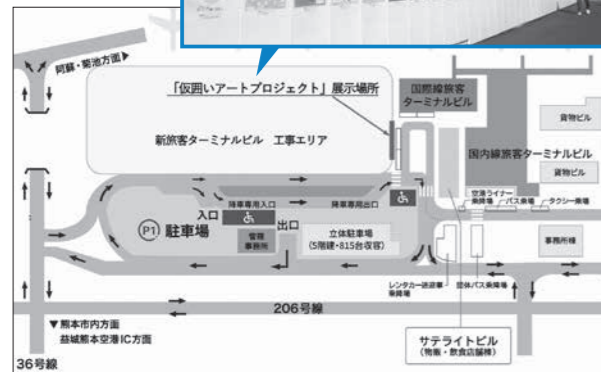 阿蘇・菊池方面▶
「仮囲いアートプロジェクト」展示場所
国際線旅客
ターミナルビル
貨物ビル
新旅客ターミナルビル 工事エリア
国内線旅客ターミナルビル
貨物ビル
空港ライナー
乗降場
バス乗場
タクシー乗場
降車専用入口
降車専用出口
入口
出口
P1 駐車場
管理
事務所
立体駐車場
(5階建・815台収容)
事務所棟
レンタカー送迎車
乗降場
団体バス乗降場
206号線
▼熊本市内方面
益城熊本空港IC方面
サテライトビル
(物販・飲食店舗棟)
36号線